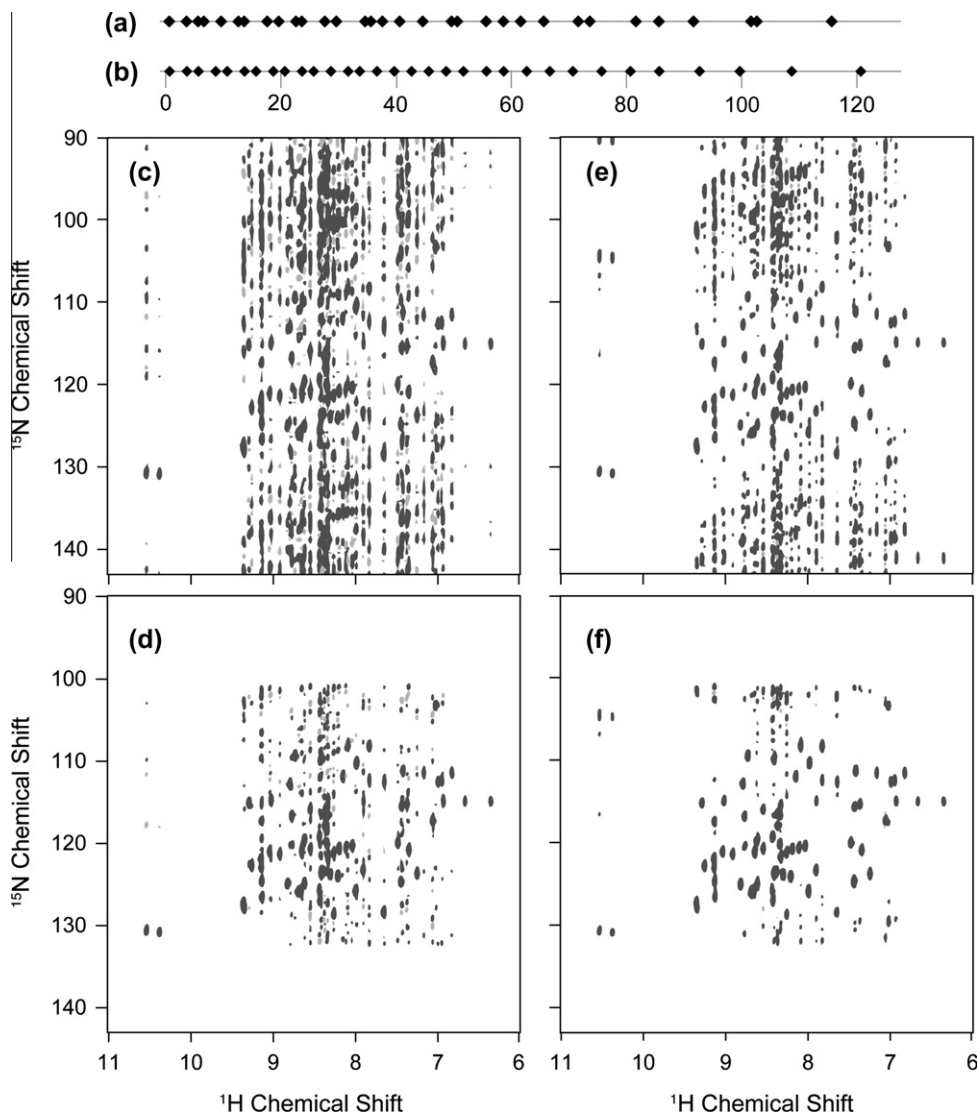 (a)
(b)
0 20 40 60 80 100 120
90
(c)
(e)
100
110
120
130
140
¹⁵N Chemical Shift
90
(d)
(f)
100
110
120
130
140
¹⁵N Chemical Shift
11 10 9 8 7 6 11 10 9 8 7 6
¹H Chemical Shift ¹H Chemical Shift